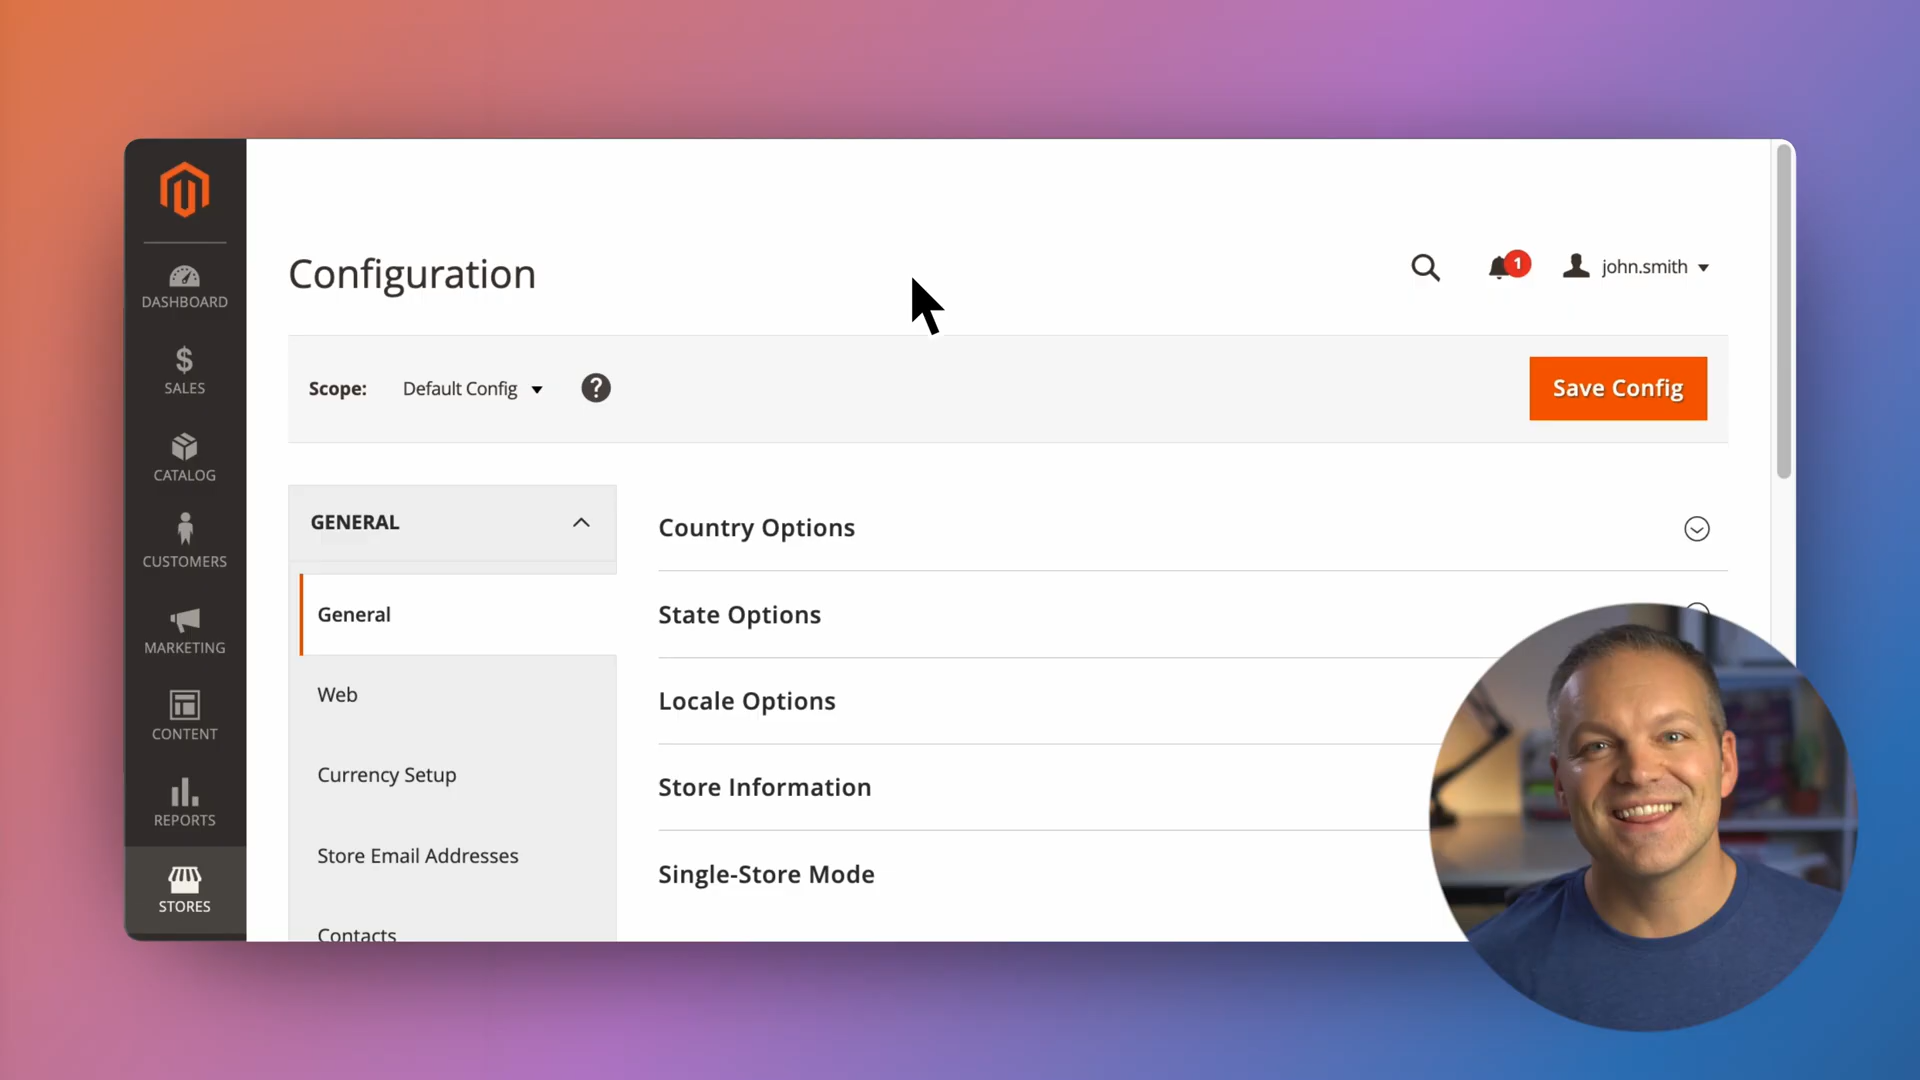 DASHBOARD
SALES
CATALOG
CUSTOMERS
MARKETING
CONTENT
REPORTS
STORES
Configuration
1
john.smith
Scope: Default Config ?
Save Config
GENERAL
General
Web
Currency Setup
Store Email Addresses
Contacts
Country Options
State Options
Locale Options
Store Information
Single-Store Mode